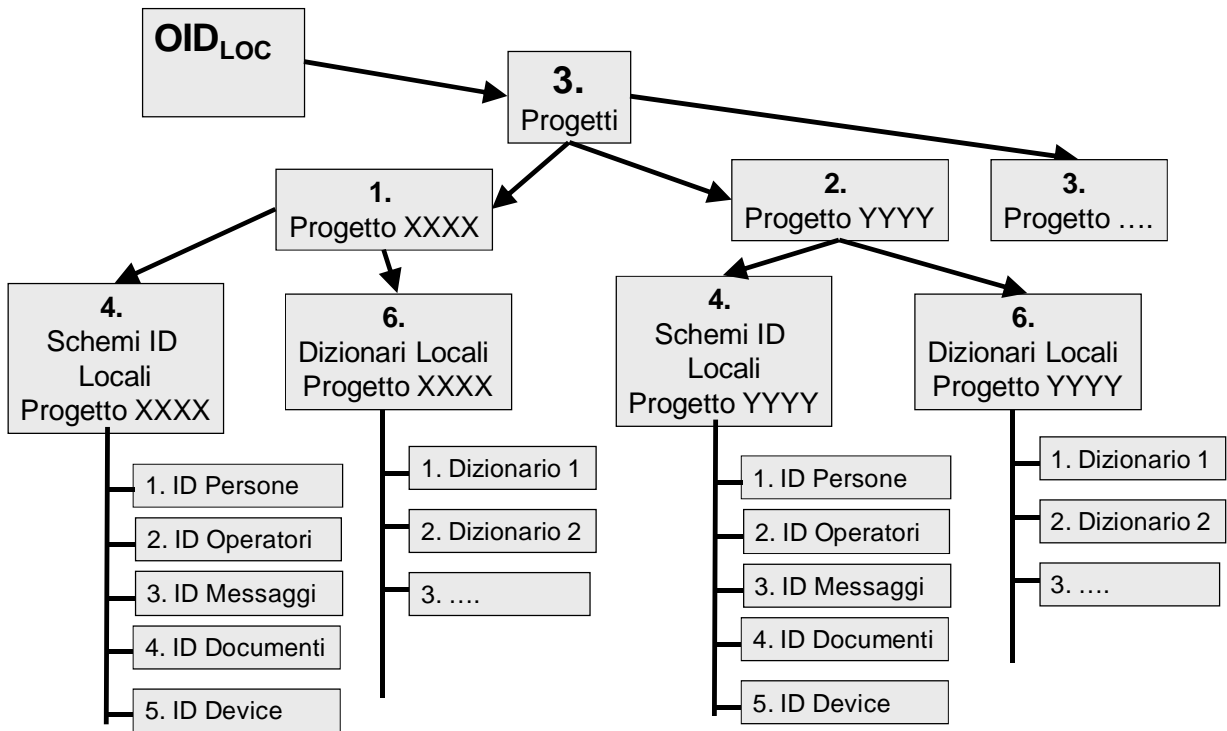 OIDLOC
3.
Progetti
1.
Progetto XXXX
2.
Progetto YYYY
3.
Progetto ….
4.
Schemi ID
Locali
Progetto XXXX
6.
Dizionari Locali
Progetto XXXX
4.
Schemi ID
Locali
Progetto YYYY
6.
Dizionari Locali
Progetto YYYY
1. ID Persone
2. ID Operatori
3. ID Messaggi
4. ID Documenti
5. ID Device
1. Dizionario 1
2. Dizionario 2
3. ….
1. ID Persone
2. ID Operatori
3. ID Messaggi
4. ID Documenti
5. ID Device
1. Dizionario 1
2. Dizionario 2
3. ….